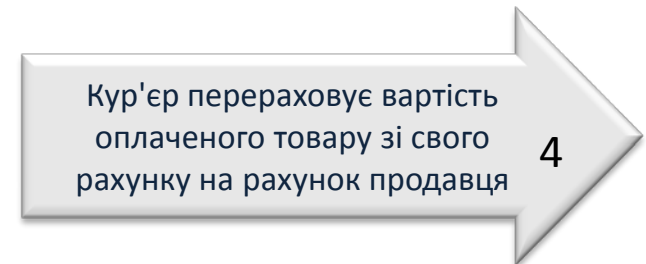 Кур'єр перераховує вартість
оплаченого товару зі свого
рахунку на рахунок продавця
4